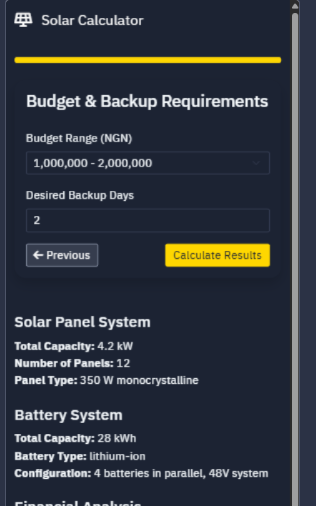 Solar Calculator
Budget & Backup Requirements
Budget Range (NGN)
1,000,000 - 2,000,000
Desired Backup Days
2
← Previous
Calculate Results
Solar Panel System
Total Capacity: 4.2 kW
Number of Panels: 12
Panel Type: 350 W monocrystalline
Battery System
Total Capacity: 28 kWh
Battery Type: lithium-ion
Configuration: 4 batteries in parallel, 48V system
Financial Analysis